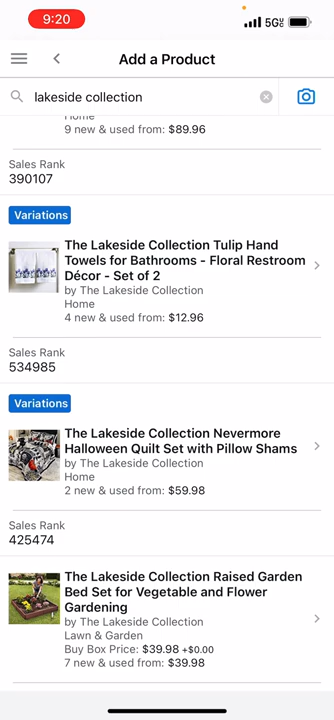 9:20
5G
Add a Product
lakeside collection
Home
9 new & used from: $89.96
Sales Rank
390107
Variations
The Lakeside Collection Tulip Hand
Towels for Bathrooms - Floral Restroom
Décor - Set of 2
by The Lakeside Collection
Home
4 new & used from: $12.96
Sales Rank
534985
Variations
The Lakeside Collection Nevermore
Halloween Quilt Set with Pillow Shams
by The Lakeside Collection
Home
2 new & used from: $59.98
Sales Rank
425474
The Lakeside Collection Raised Garden
Bed Set for Vegetable and Flower
Gardening
by The Lakeside Collection
Lawn & Garden
Buy Box Price: $39.98 +$0.00
7 new & used from: $39.98